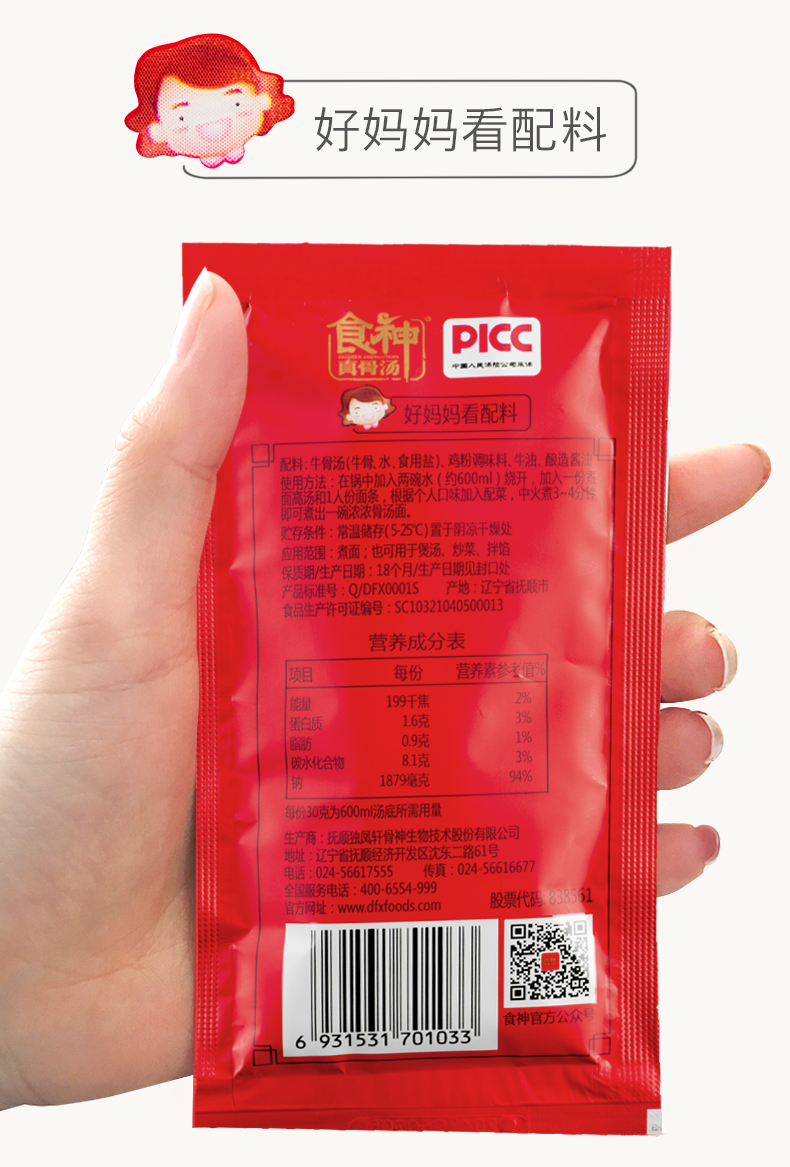 好妈妈看配料
食神
真骨汤
PICC
中国人民保险公司承保
好妈妈看配料
配料：牛骨汤(牛骨、水、食用盐)、鸡粉调味料、牛油、酿造酱油
使用方法：在锅中加入两碗水（约600ml）烧开，加入一份煮
面高汤和1人份面条，根据个人口味加入配菜，中火煮3~4分钟
即可煮出一碗浓浓骨汤面。
贮存条件：常温储存(5-25℃)置于阴凉干燥处
应用范围：煮面；也可用于煲汤、炒菜、拌馅
保质期/生产日期：18个月/生产日期见封口处
产品标准号：Q/DFX0001S 产地：辽宁省抚顺市
食品生产许可证编号：SC10321040500013
营养成分表
项目 每份 营养素参考值%
能量 199千焦 2%
蛋白质 1.6克 3%
脂肪 0.9克 1%
碳水化合物 8.1克 3%
钠 1879毫克 94%
每份30克为600ml汤底所需用量
生产商：抚顺独凤轩骨神生物技术股份有限公司
地址：辽宁省抚顺经济开发区沈东二路61号
电话：024-56617555 传真：024-56616677
全国服务电话：400-6554-999
官方网址：www.dfxfoods.com
股票代码:838561
6 931531 701033
食神官方公众号